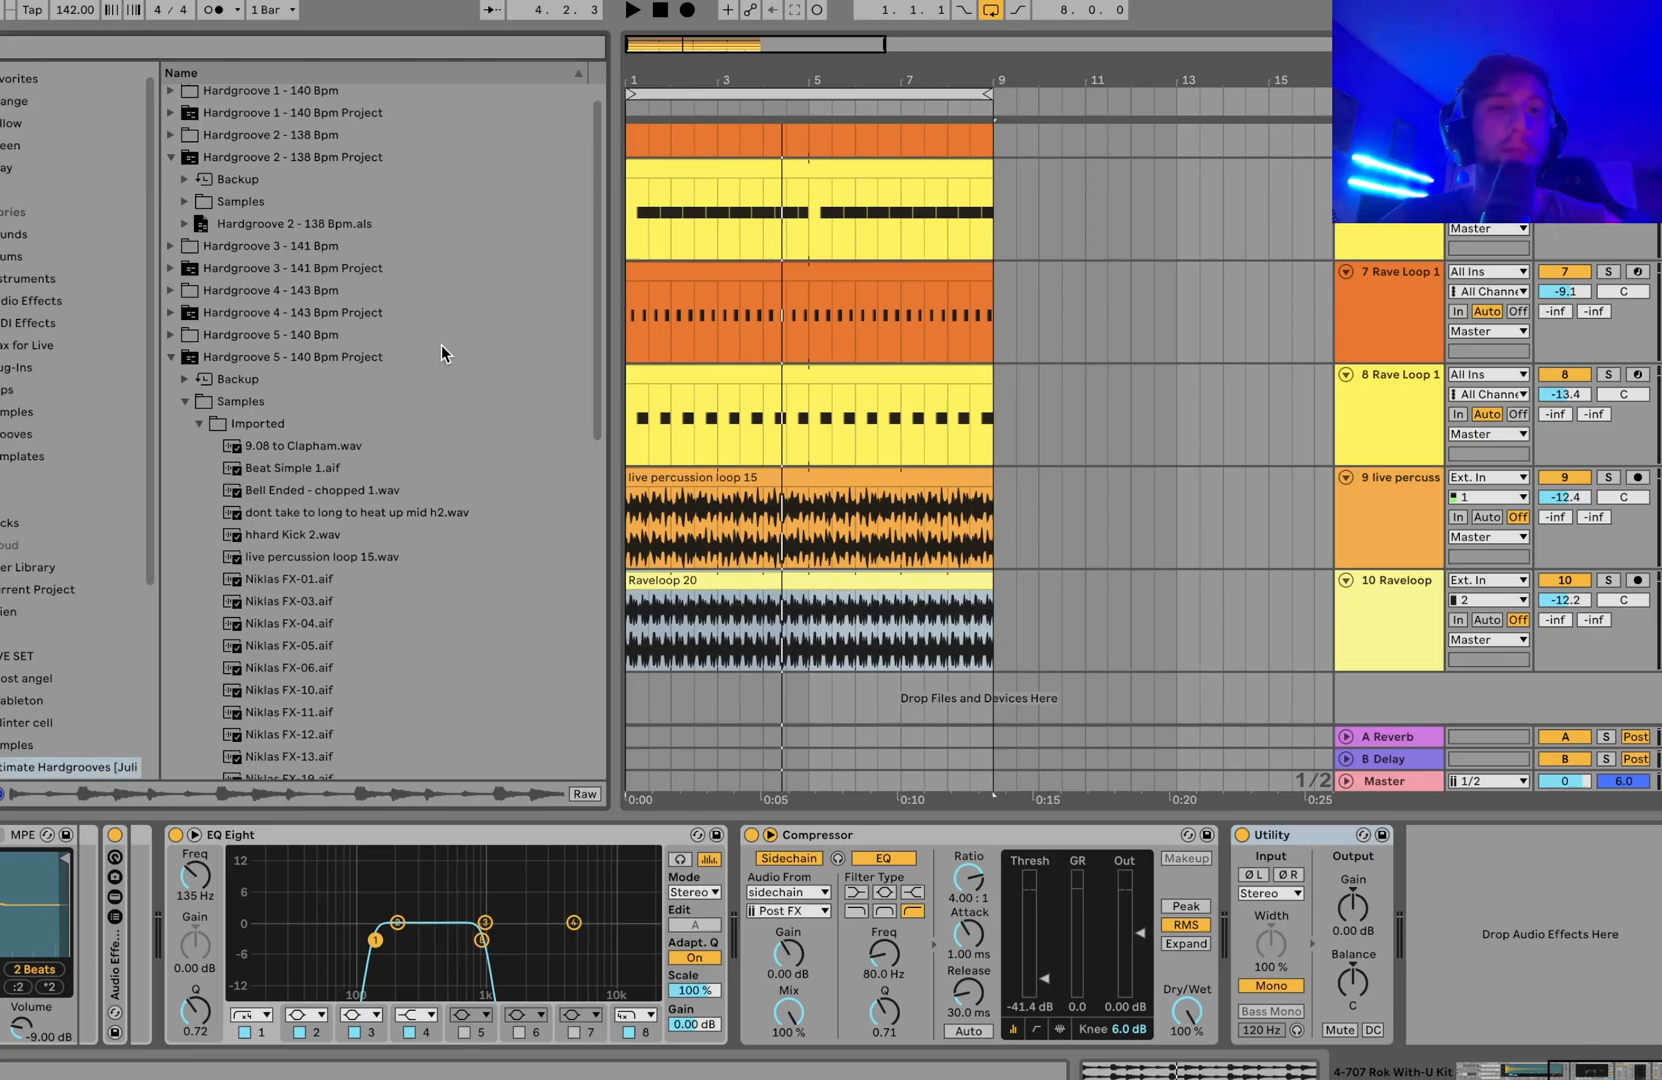 Tap 142.00 4 / 4 1 Bar 4. 2. 3 1. 1. 1 8. 0. 0
Name
Hardgroove 1 - 140 Bpm
Hardgroove 1 - 140 Bpm Project
Hardgroove 2 - 138 Bpm
Hardgroove 2 - 138 Bpm Project
Backup
Samples
Hardgroove 2 - 138 Bpm.als
Hardgroove 3 - 141 Bpm
Hardgroove 3 - 141 Bpm Project
Hardgroove 4 - 143 Bpm
Hardgroove 4 - 143 Bpm Project
Hardgroove 5 - 140 Bpm
Hardgroove 5 - 140 Bpm Project
Backup
Samples
Imported
9.08 to Clapham.wav
Beat Simple 1.aif
Bell Ended - chopped 1.wav
dont take to long to heat up mid h2.wav
hhard Kick 2.wav
live percussion loop 15.wav
Niklas FX-01.aif
Niklas FX-03.aif
Niklas FX-04.aif
Niklas FX-05.aif
Niklas FX-06.aif
Niklas FX-10.aif
Niklas FX-11.aif
Niklas FX-12.aif
Niklas FX-13.aif
Niklas FX-19.aif
Raw
avorites
ange
llow
een
ay
ories
unds
ums
struments
dio Effects
DI Effects
ax for Live
ug-Ins
ps
mples
ooves
mplates
cks
oud
er Library
urrent Project
ien
VE SET
ost angel
ableton
linter cell
mples
timate Hardgrooves [Juli
1 3 5 7 9 11 13 15
live percussion loop 15
Raveloop 20
Drop Files and Devices Here
1/2
0:00 0:05 0:10 0:15 0:20 0:25
Master
7 Rave Loop 1 All Ins 7 S
All Channe -9.1 C
In Auto Off -inf -inf
Master
8 Rave Loop 1 All Ins 8 S
All Channe -13.4 C
In Auto Off -inf -inf
Master
9 live percuss Ext. In 9 S
1 -12.4 C
In Auto Off -inf -inf
Master
10 Raveloop Ext. In 10 S
2 -12.2 C
In Auto Off -inf -inf
Master
A Reverb A S Post
B Delay B S Post
Master 1/2 0 6.0
MPE
2 Beats
:2 *2
Volume
-9.00 dB
Audio Effe...
EQ Eight
Freq
135 Hz
Gain
0.00 dB
Q
0.72
12
6
0
-6
-12
100 1k 10k
1 2 3 4
1 2 3 4 5 6 7 8
Mode
Stereo
Edit
A
Adapt. Q
On
Scale
100 %
Gain
0.00 dB
Compressor
Sidechain EQ
Audio From Filter Type
sidechain
Post FX
Gain
0.00 dB
Mix
100 %
Freq
80.0 Hz
Q
0.71
Ratio
4.00 : 1
Attack
1.00 ms
Release
30.0 ms
Auto
Thresh GR Out
-41.4 dB 0.0 0.00 dB
Knee 6.0 dB
Makeup
Peak
RMS
Expand
Dry/Wet
100 %
Utility
Input Output
Ø L Ø R
Stereo
Width
100 %
Mono
Bass Mono
120 Hz
Gain
0.00 dB
Balance
C
Mute DC
Drop Audio Effects Here
4-707 Rok With-U Kit